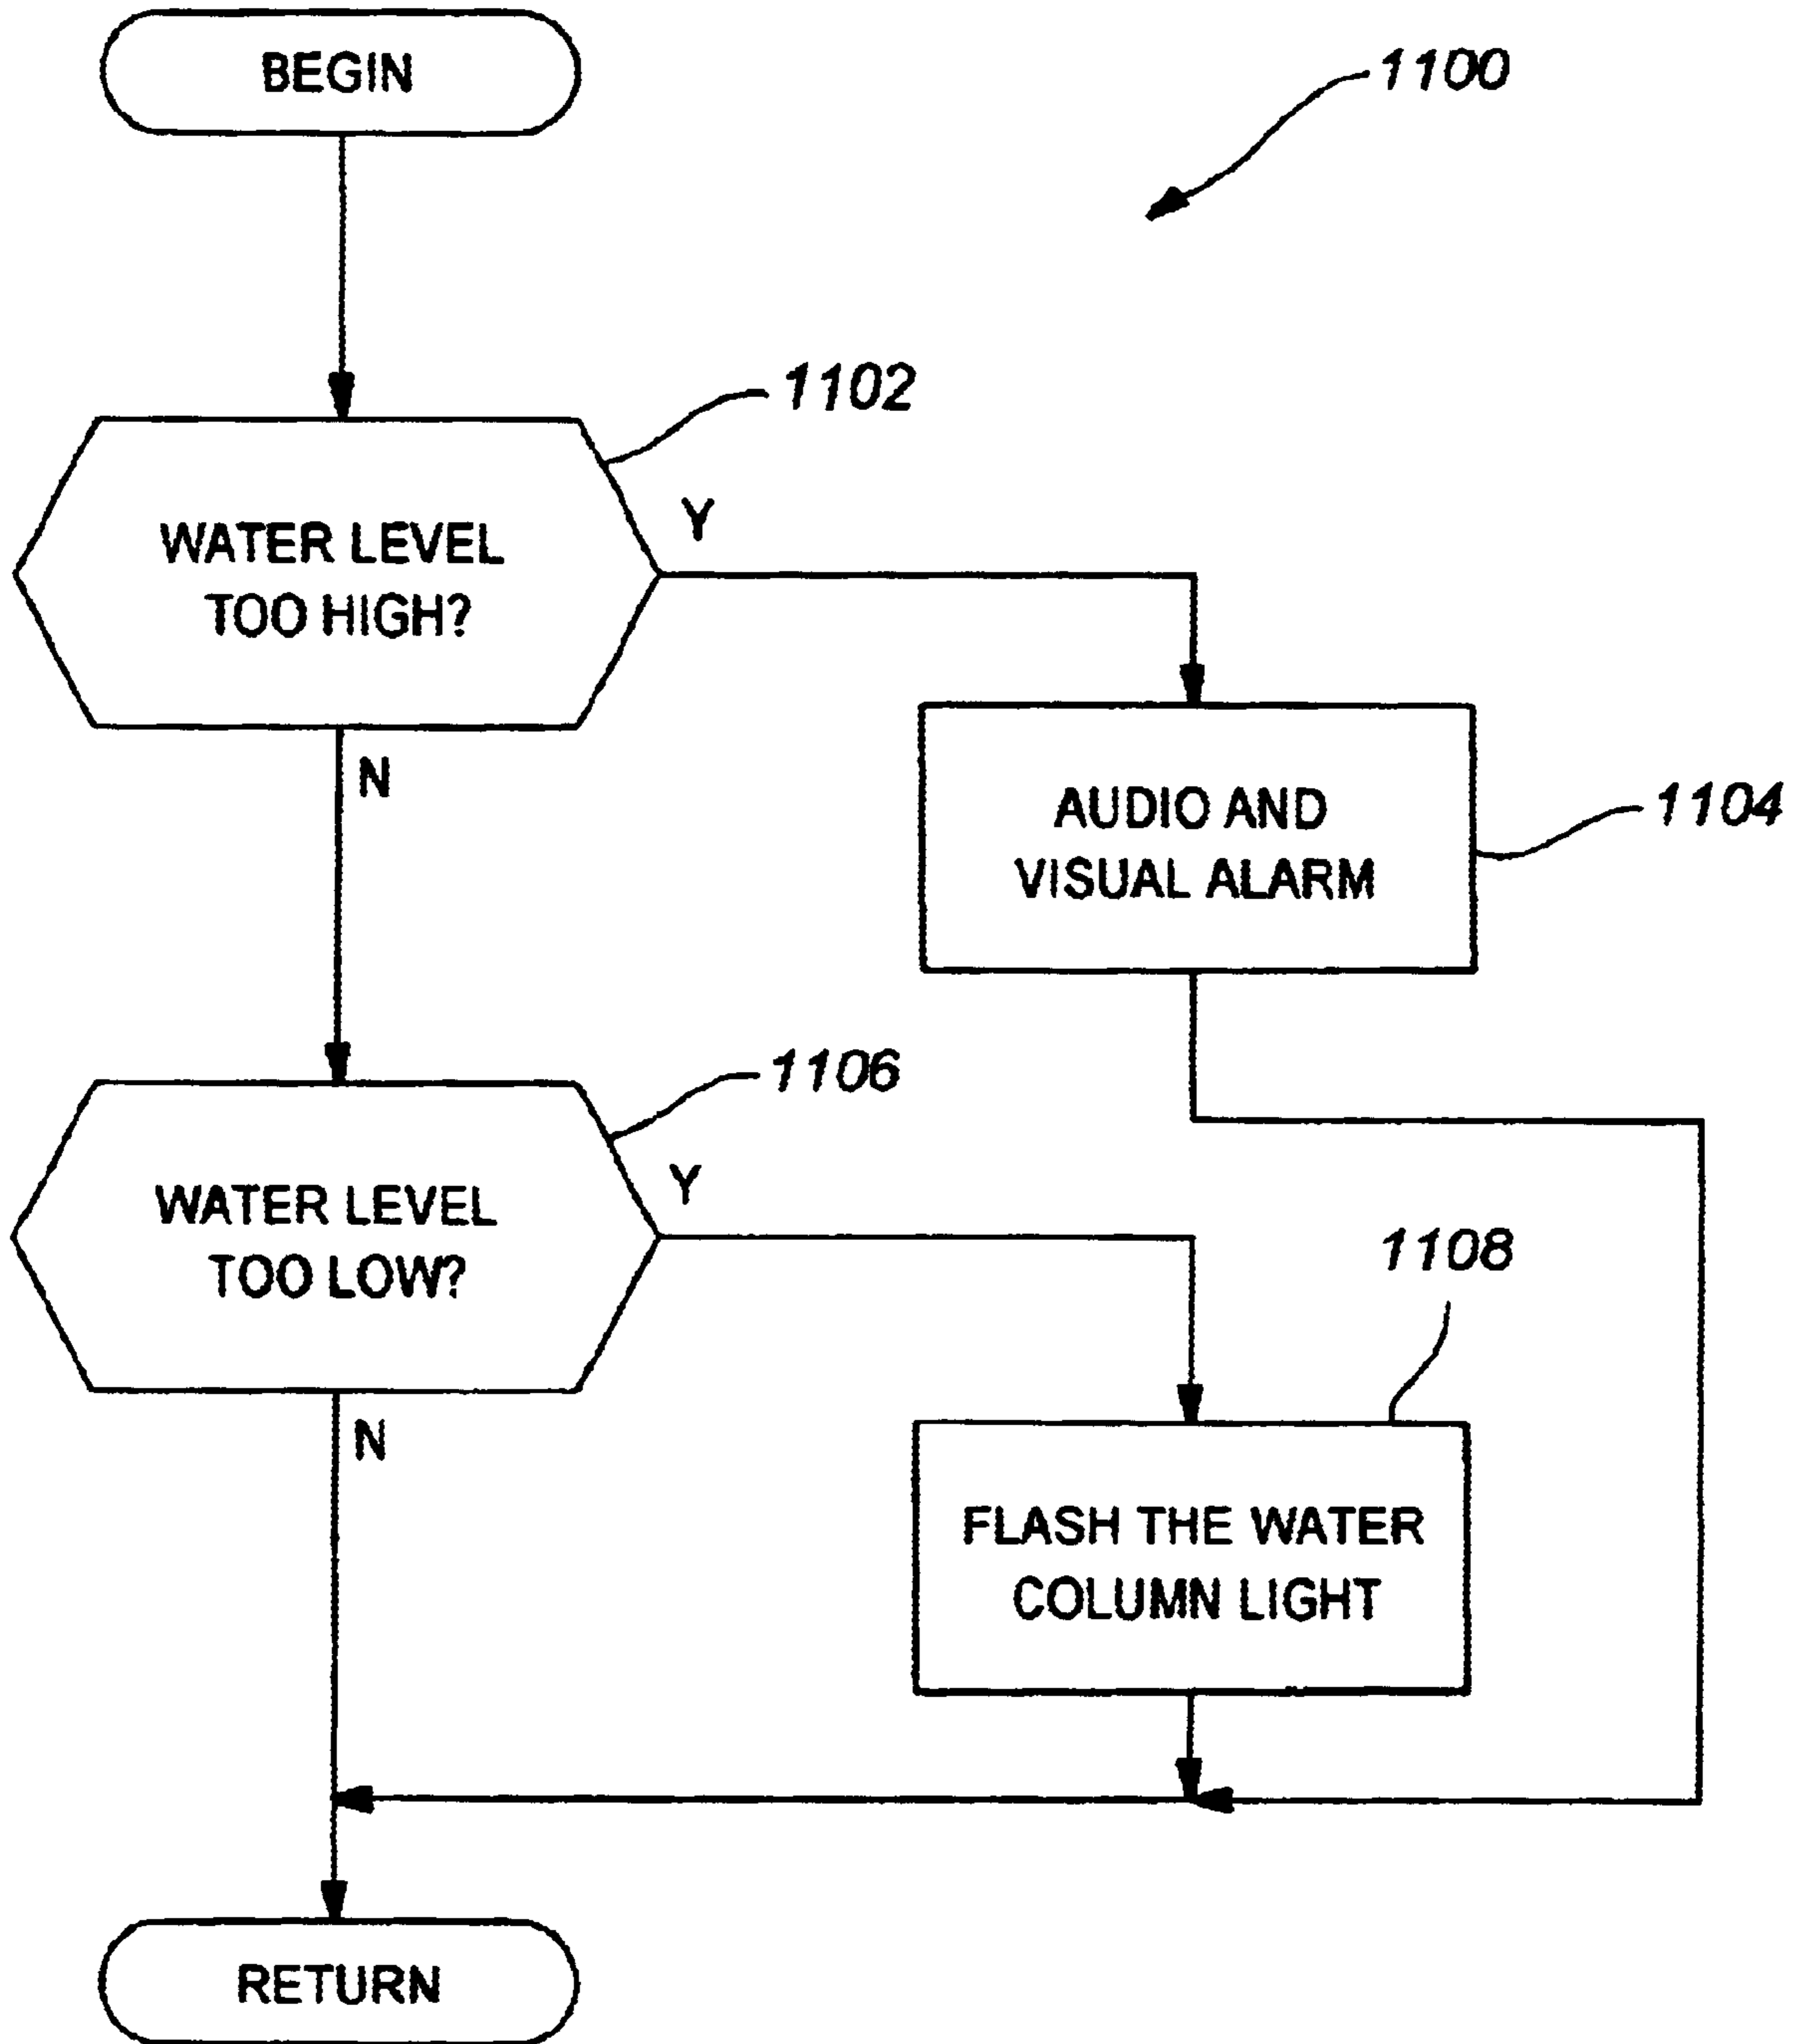 BEGIN
1100
1102
WATER LEVEL
TOO HIGH?
Y
N
AUDIO AND
VISUAL ALARM
1104
1106
WATER LEVEL
TOO LOW?
Y
N
1108
FLASH THE WATER
COLUMN LIGHT
RETURN